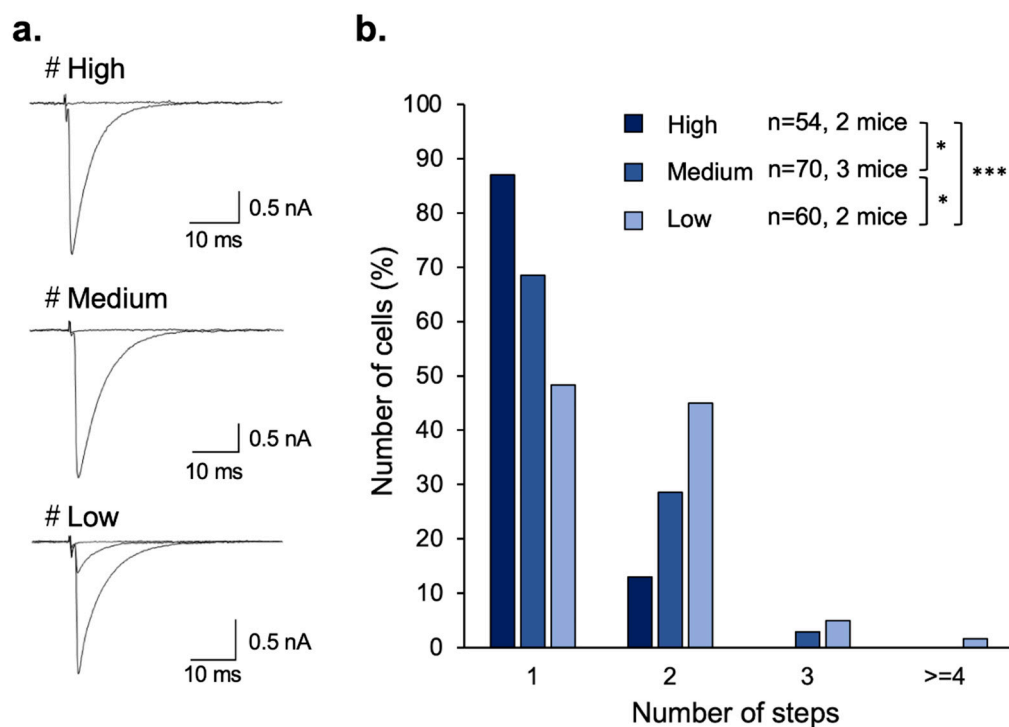 a.
# High
0.5 nA
10 ms
# Medium
0.5 nA
10 ms
# Low
0.5 nA
10 ms
b.
Number of cells (%)
100
90
80
70
60
50
40
30
20
10
0
High n=54, 2 mice
Medium n=70, 3 mice
Low n=60, 2 mice
*
*
***
1 2 3 >=4
Number of steps